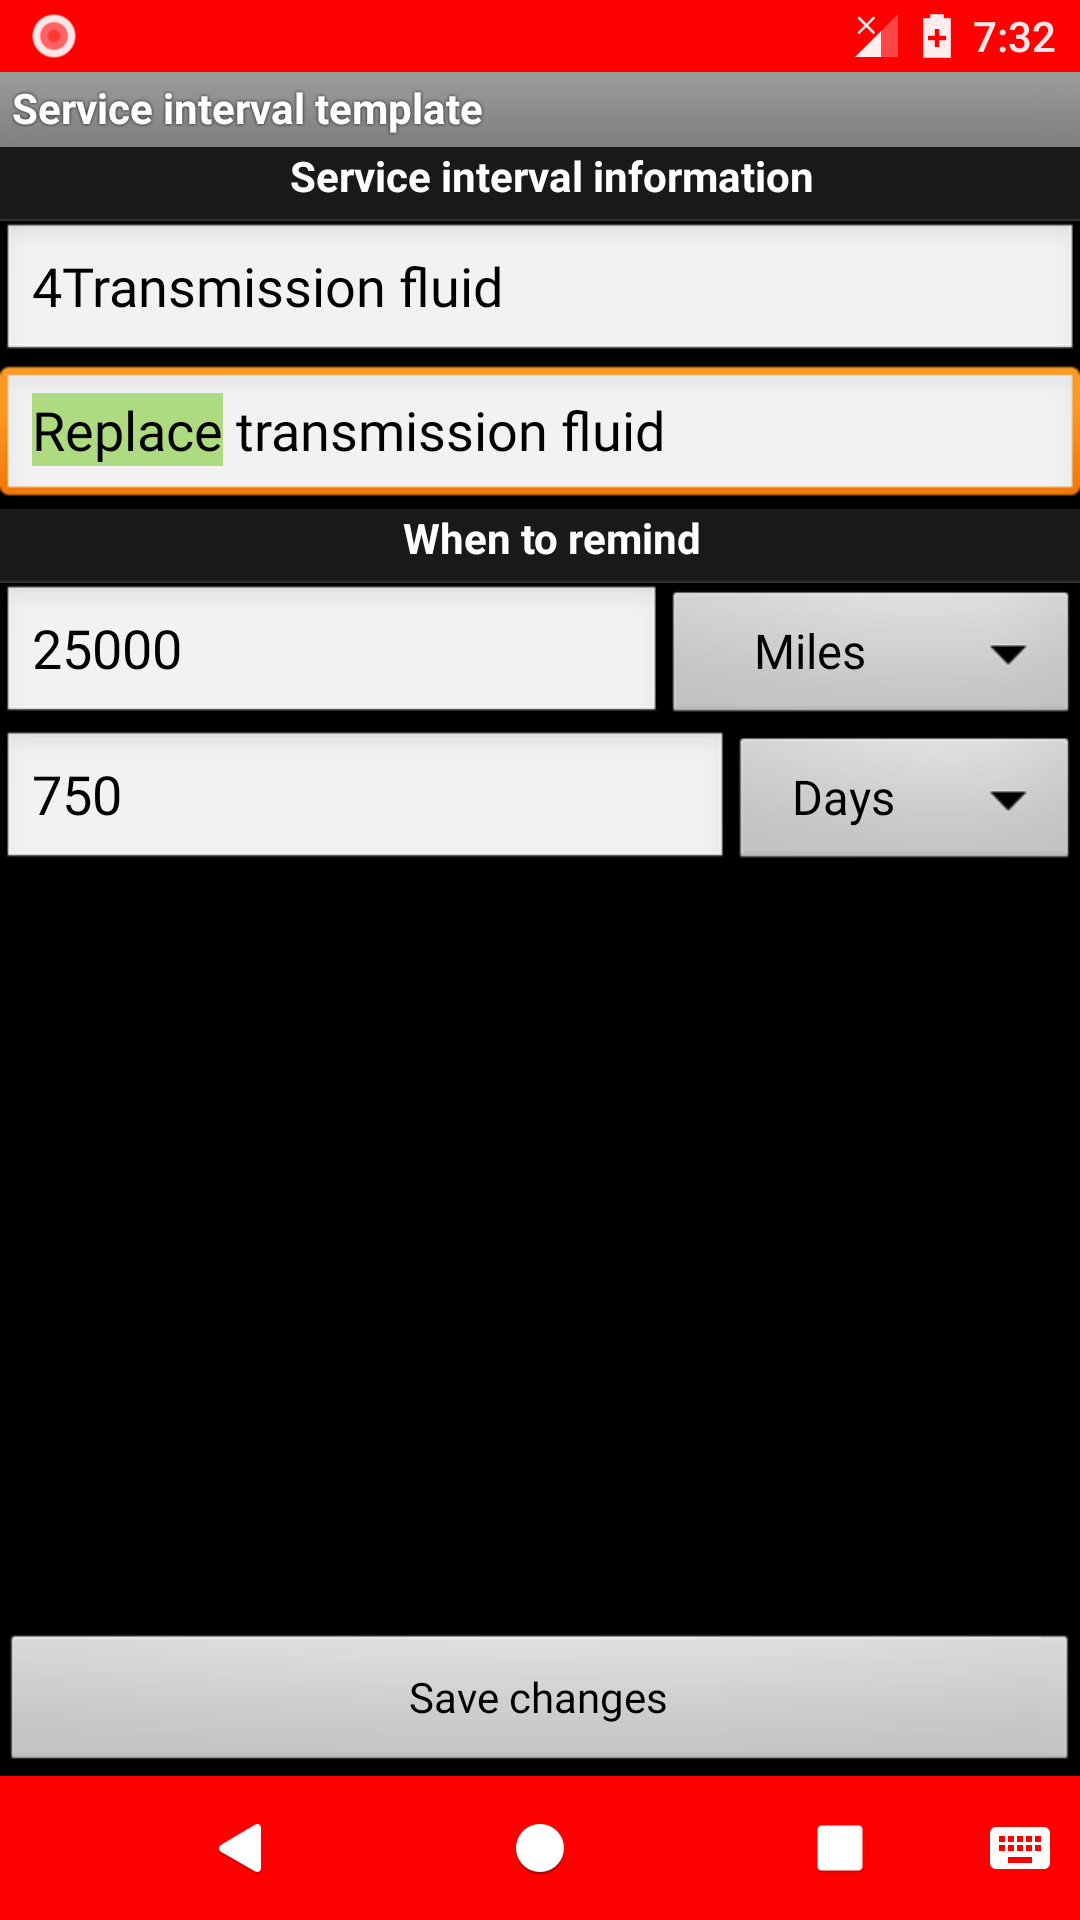 7:32
Service interval template
Service interval information
4Transmission fluid
Replace transmission fluid
When to remind
25000
Miles
750
Days
Save changes